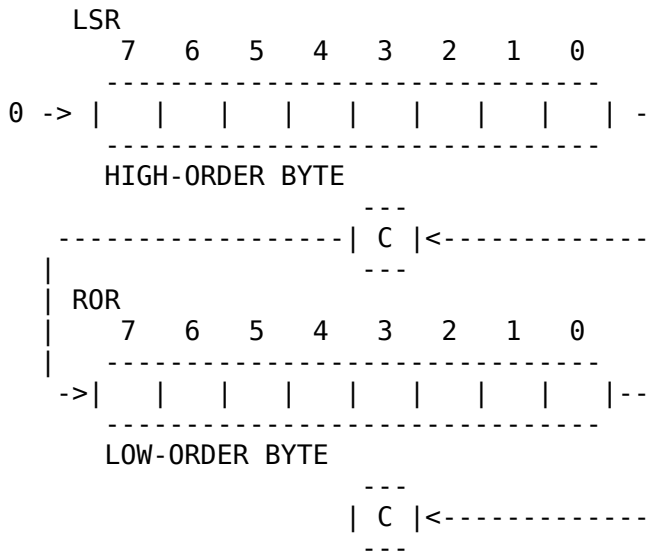 LSR
7 6 5 4 3 2 1 0
---------------------------------
0 -> | | | | | | | | | -
---------------------------------
HIGH-ORDER BYTE
---
------------------| C |<-------------
| ---
| ROR
| 7 6 5 4 3 2 1 0
| ---------------------------------
->| | | | | | | | |--
---------------------------------
LOW-ORDER BYTE
---
| C |<-------------
---